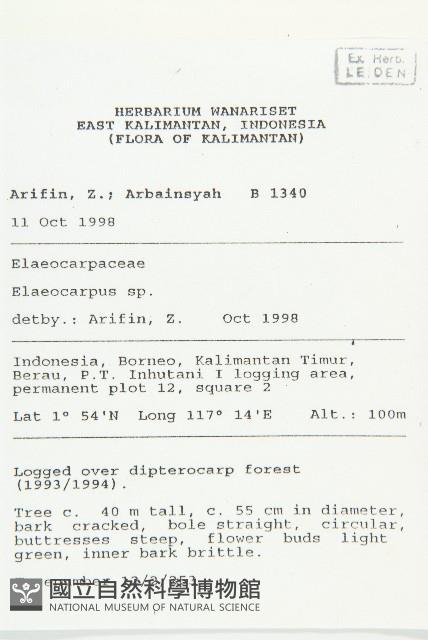 Ex Herb.
LEIDEN
HERBARIUM WANARISET
EAST KALIMANTAN, INDONESIA
(FLORA OF KALIMANTAN)
Arifin, Z.; Arbainsyah B 1340
11 Oct 1998
Elaeocarpaceae
Elaeocarpus sp.
detby.: Arifin, Z. Oct 1998
Indonesia, Borneo, Kalimantan Timur,
Berau, P.T. Inhutani I logging area,
permanent plot 12, square 2
Lat 1° 54'N Long 117° 14'E Alt.: 100m
Logged over dipterocarp forest
(1993/1994).
Tree c. 40 m tall, c. 55 cm in diameter,
bark cracked, bole straight, circular,
buttresses steep, flower buds light
green, inner bark brittle.
國立自然科學博物館
NATIONAL MUSEUM OF NATURAL SCIENCE